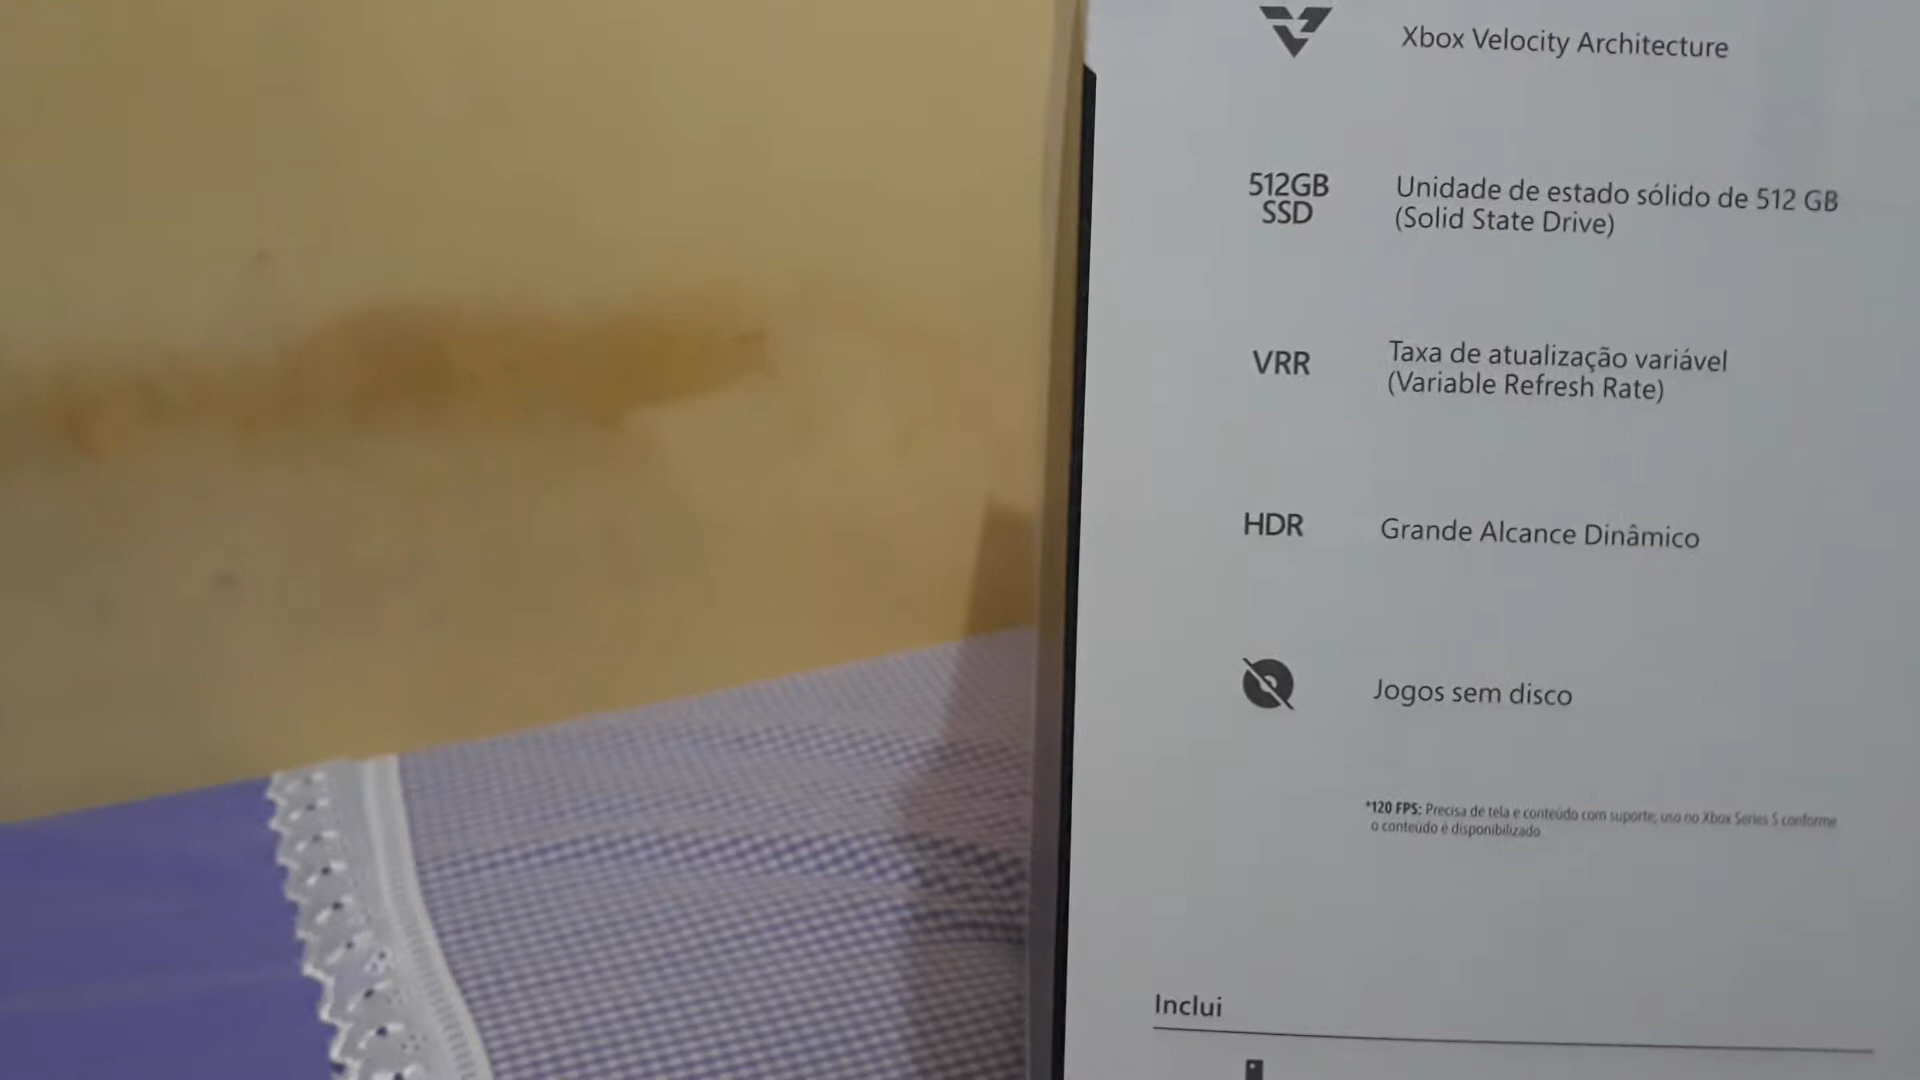 Xbox Velocity Architecture
512GB
SSD
Unidade de estado sólido de 512 GB
(Solid State Drive)
VRR
Taxa de atualização variável
(Variable Refresh Rate)
HDR
Grande Alcance Dinâmico
Jogos sem disco
*120 FPS: Precisa de tela e conteúdo com suporte; uso no Xbox Series S conforme
o conteúdo é disponibilizado
Inclui